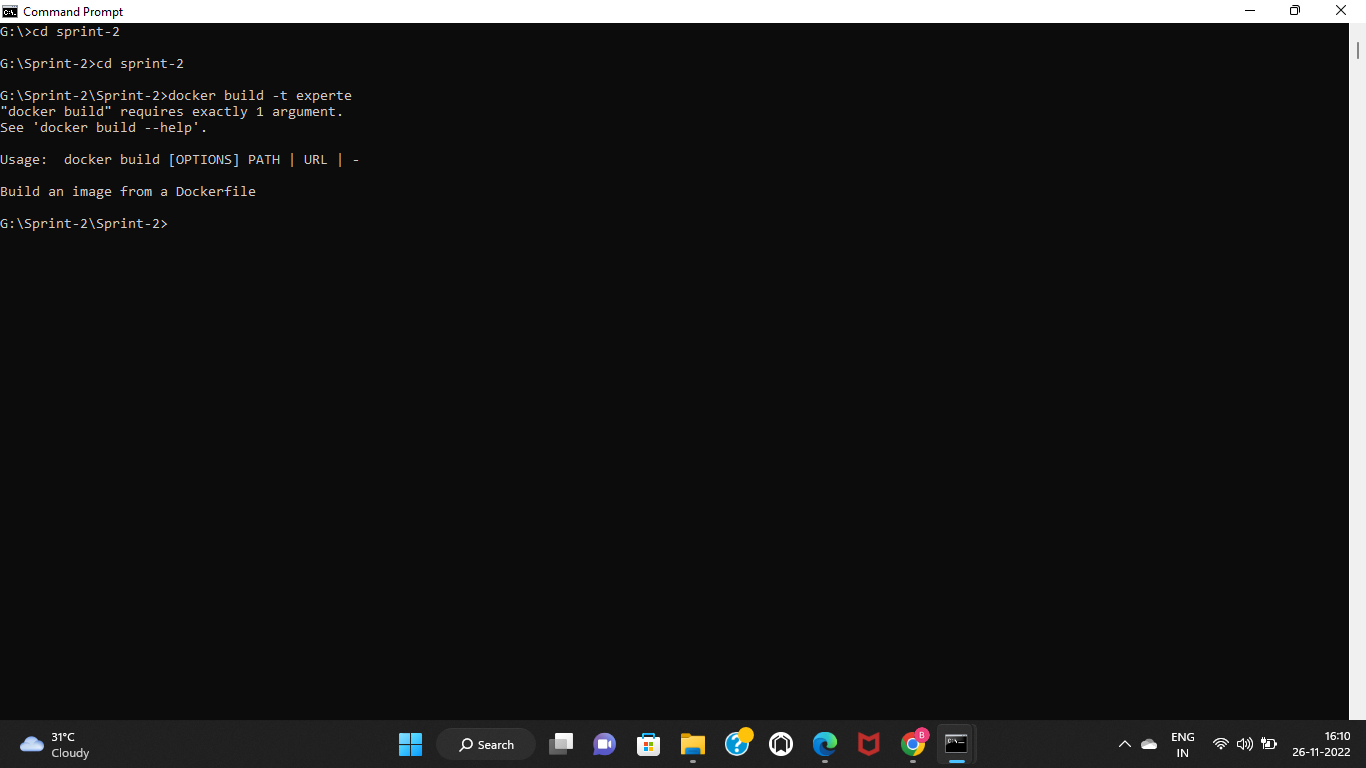 Command Prompt
G:\>cd sprint-2
G:\Sprint-2>cd sprint-2
G:\Sprint-2\Sprint-2>docker build -t experte
"docker build" requires exactly 1 argument.
See 'docker build --help'.
Usage:  docker build [OPTIONS] PATH | URL | -
Build an image from a Dockerfile
G:\Sprint-2\Sprint-2>
31°C
Cloudy
Search
B
ENG
IN
16:10
26-11-2022